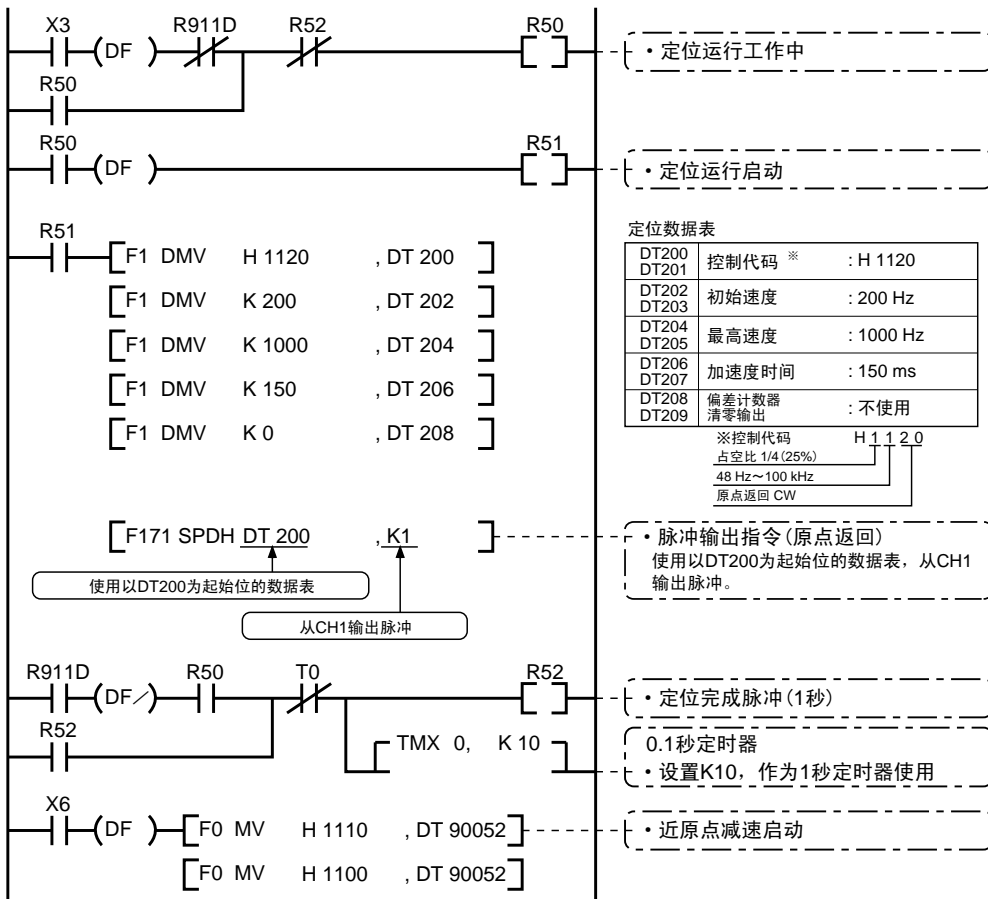 X3 R911D R52 R50
(DF )
・定位运行工作中
R50
R50 R51
(DF )
・定位运行启动
R51
F1 DMV H 1120 , DT 200
F1 DMV K 200 , DT 202
F1 DMV K 1000 , DT 204
F1 DMV K 150 , DT 206
F1 DMV K 0 , DT 208
定位数据表
DT200
DT201 控制代码 ※ : H 1120
DT202
DT203 初始速度 : 200 Hz
DT204
DT205 最高速度 : 1000 Hz
DT206
DT207 加速度时间 : 150 ms
DT208 偏差计数器
DT209 清零输出 : 不使用
※控制代码 H 1 1 2 0
占空比 1/4(25%)
48 Hz～100 kHz
原点返回 CW
F171 SPDH DT 200 , K1
・脉冲输出指令(原点返回)
使用以DT200为起始位的数据表，从CH1
输出脉冲。
使用以DT200为起始位的数据表
从CH1输出脉冲
R911D R50 T0 R52
(DF/)
・定位完成脉冲(1秒)
R52
TMX 0, K 10
0.1秒定时器
・设置K10，作为1秒定时器使用
X6
(DF ) F0 MV H 1110 , DT 90052
・近原点减速启动
F0 MV H 1100 , DT 90052